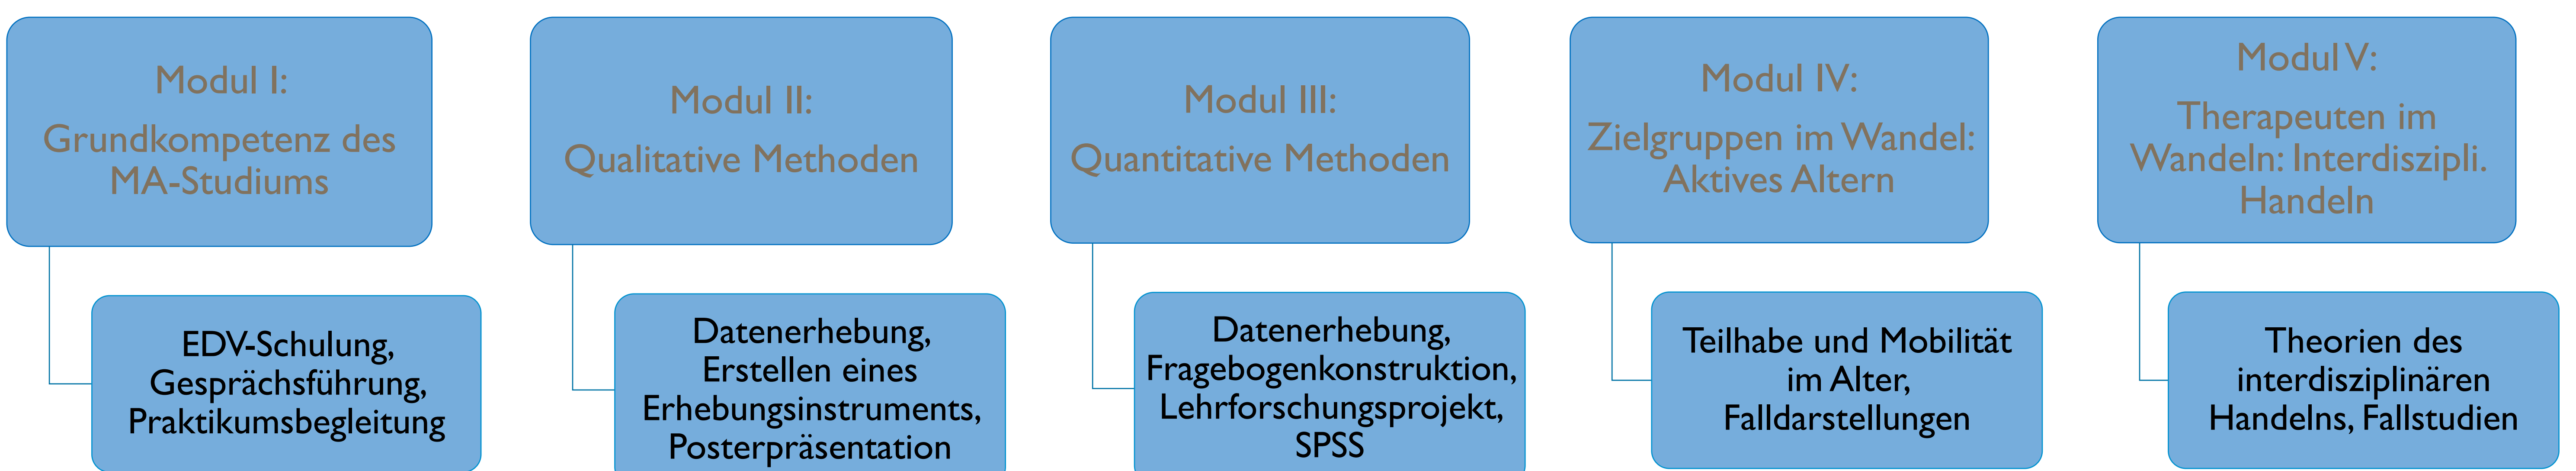 Modul I:
Grundkompetenz des
MA-Studiums
EDV-Schulung,
Gesprächsführung,
Praktikumsbegleitung
Modul II:
Qualitative Methoden
Datenerhebung,
Erstellen eines
Erhebungsinstruments,
Posterpräsentation
Modul III:
Quantitative Methoden
Datenerhebung,
Fragebogenkonstruktion,
Lehrforschungsprojekt,
SPSS
Modul IV:
Zielgruppen im Wandel:
Aktives Altern
Teilhabe und Mobilität
im Alter,
Falldarstellungen
Modul V:
Therapeuten im
Wandeln: Interdiszipli.
Handeln
Theorien des
interdisziplinären
Handelns, Fallstudien